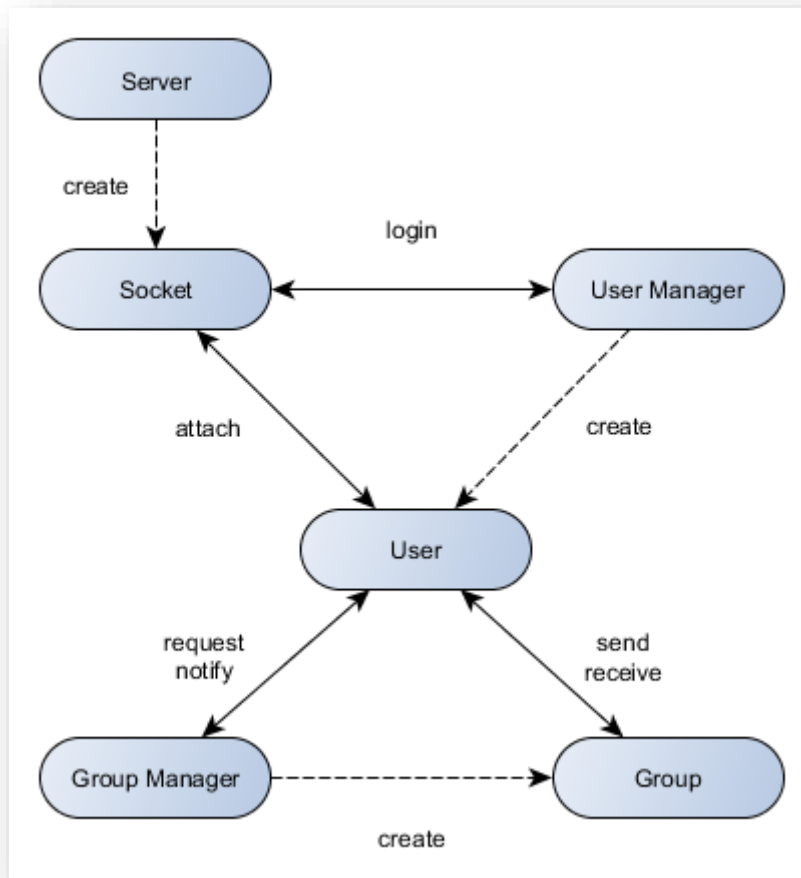 Server
create
login
Socket
User Manager
attach
create
User
request
notify
send
receive
Group Manager
Group
create